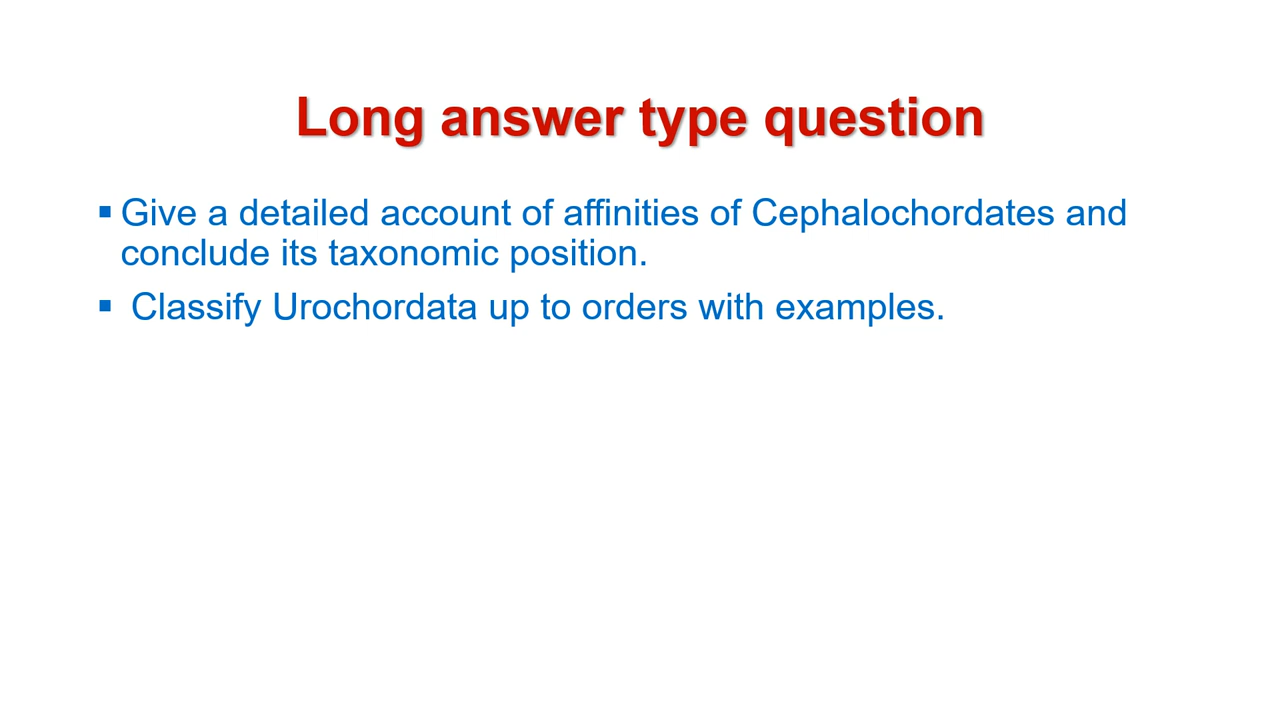 Long answer type question
▪ Give a detailed account of affinities of Cephalochordates and
conclude its taxonomic position.
▪ Classify Urochordata up to orders with examples.